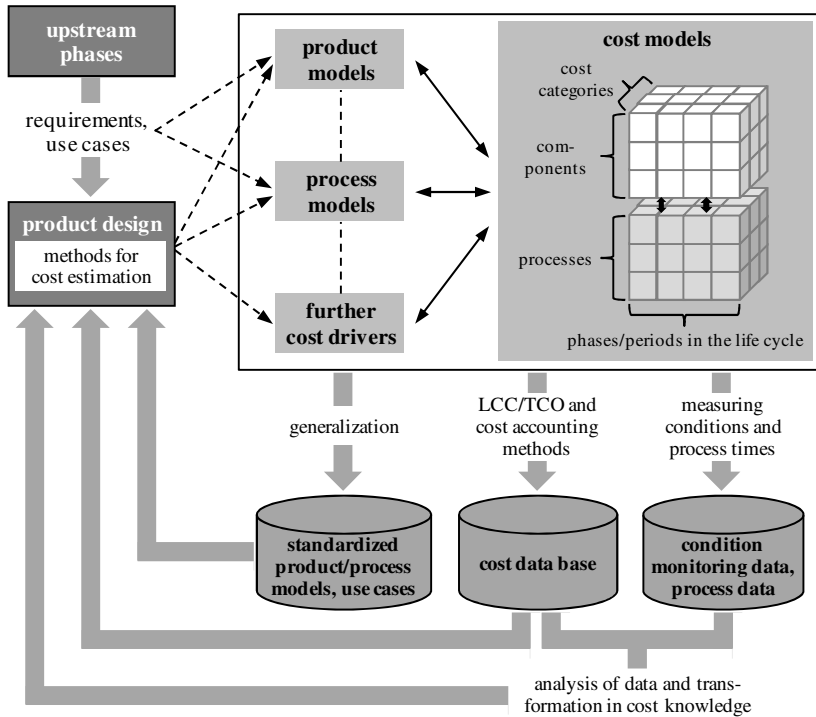 upstream
phases
requirements,
use cases
product design
methods for
cost estimation
product
models
process
models
further
cost drivers
cost models
cost
categories
com-
ponents
processes
phases/periods in the life cycle
generalization
LCC/TCO and
cost accounting
methods
measuring
conditions and
process times
standardized
product/process
models, use cases
cost data base
condition
monitoring data,
process data
analysis of data and trans-
formation in cost knowledge